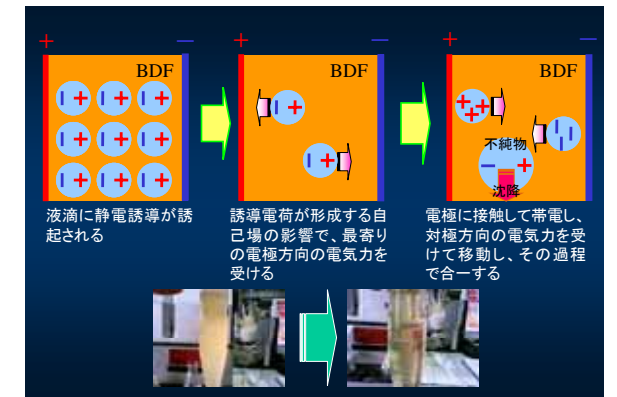 + − + − + −
BDF BDF BDF
不純物
沈降
液滴に静電誘導が誘
起される
誘導電荷が形成する自
己場の影響で、最寄り
の電極方向の電気力を
受ける
電極に接触して帯電し、
対極方向の電気力を受
けて移動し、その過程
で合一する